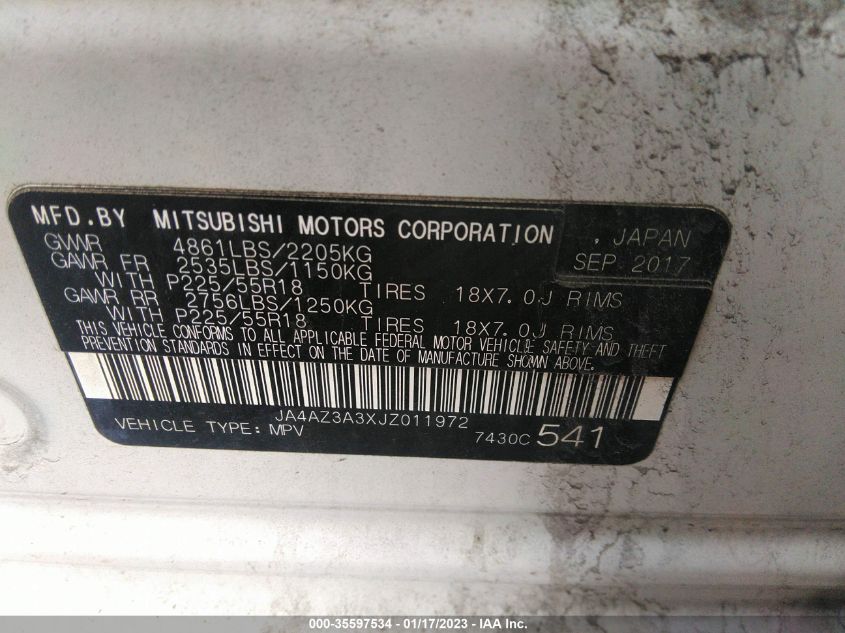 MFD.BY MITSUBISHI MOTORS CORPORATION , JAPAN
GVWR 4861LBS/2205KG SEP 2017
GAWR FR 2535LBS/1150KG
WITH P225/55R18 TIRES 18X7.0J RIMS
GAWR RR 2756LBS/1250KG
WITH P225/55R18 TIRES 18X7.0J RIMS
THIS VEHICLE CONFORMS TO ALL APPLICABLE FEDERAL MOTOR VEHICLE SAFETY AND THEFT
PREVENTION STANDARDS IN EFFECT ON THE DATE OF MANUFACTURE SHOWN ABOVE.
JA4AZ3A3XJZ011972
VEHICLE TYPE: MPV 7430C 541
000-35597534 - 01/17/2023 - IAA Inc.